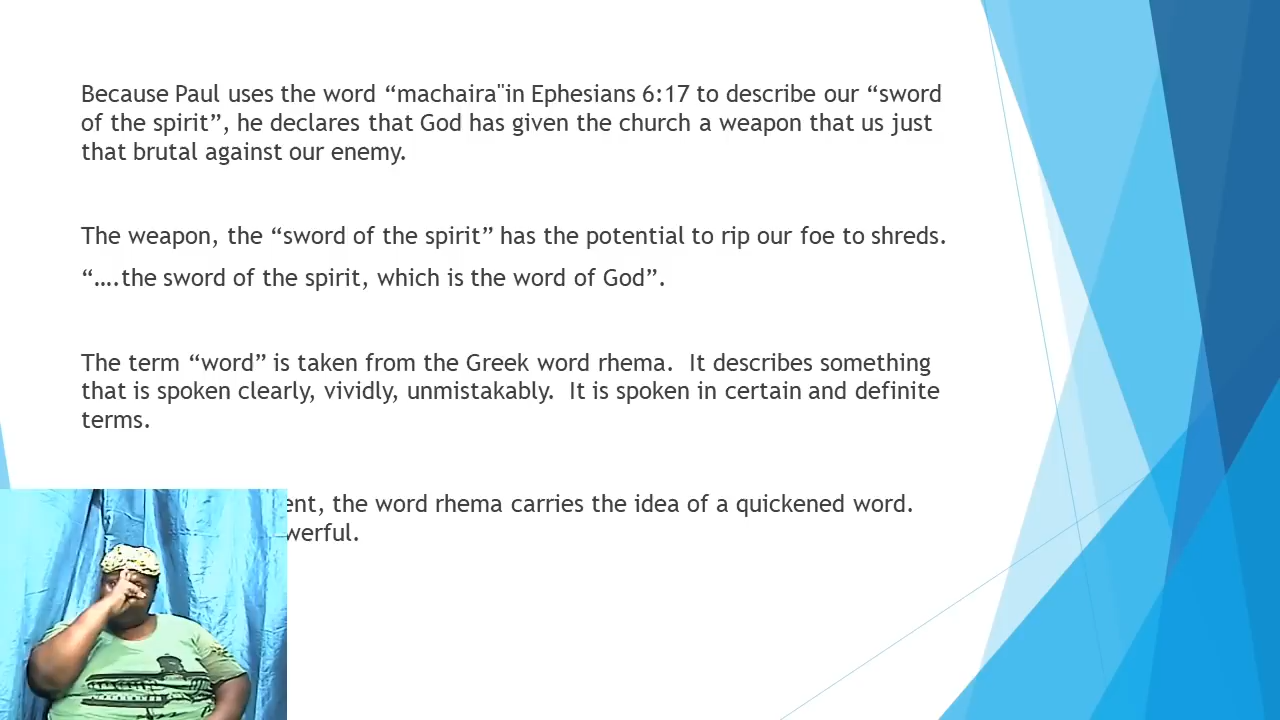 Because Paul uses the word “machaira"in Ephesians 6:17 to describe our “sword
of the spirit”, he declares that God has given the church a weapon that us just
that brutal against our enemy.
The weapon, the “sword of the spirit” has the potential to rip our foe to shreds.
“….the sword of the spirit, which is the word of God”.
The term “word” is taken from the Greek word rhema.  It describes something
that is spoken clearly, vividly, unmistakably.  It is spoken in certain and definite
terms.
ent, the word rhema carries the idea of a quickened word.
werful.